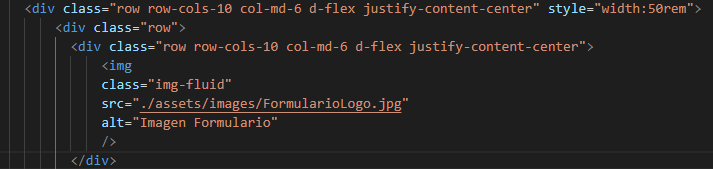 <div class="row row-cols-10 col-md-6 d-flex justify-content-center" style="width:50rem">
<div class="row">
<div class="row row-cols-10 col-md-6 d-flex justify-content-center">
<img
class="img-fluid"
src="./assets/images/FormularioLogo.jpg"
alt="Imagen Formulario"
/>
</div>